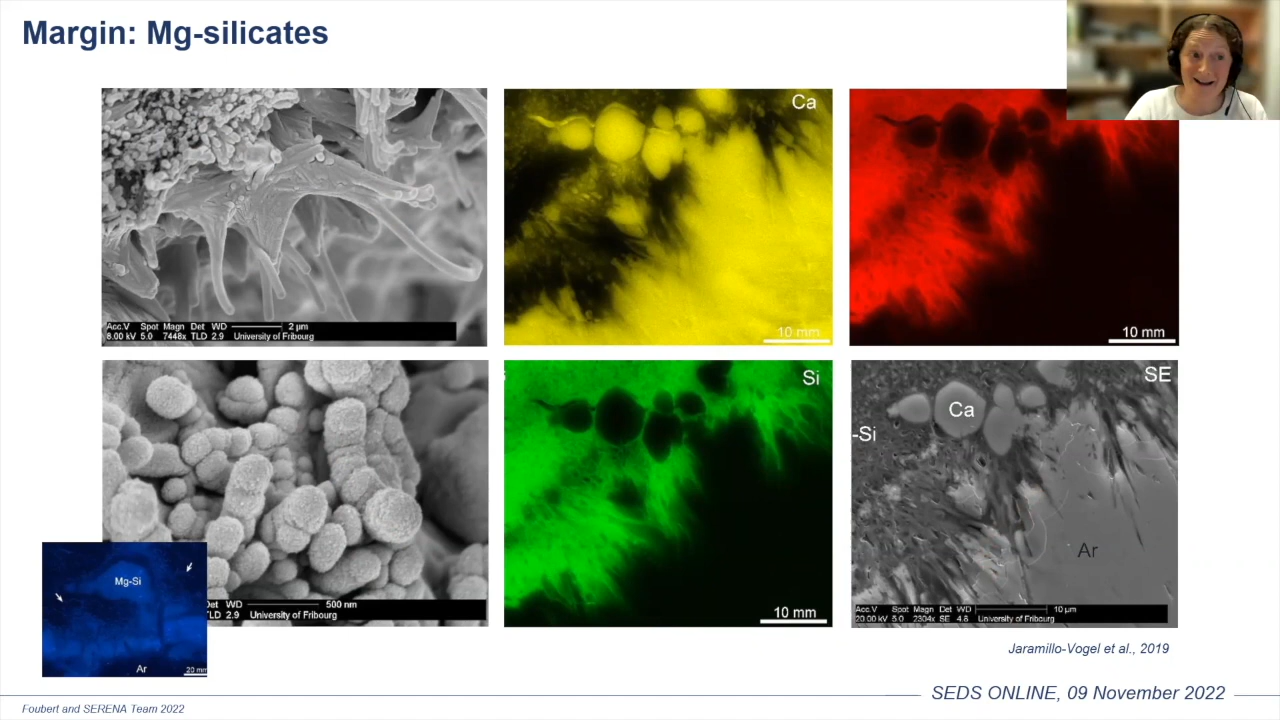 Margin: Mg-silicates
Ca
Acc.V Spot Magn Det WD 2 µm
8.00 kV 5.0 7448x TLD 2.9 University of Fribourg
10 mm
10 mm
Si
SE
Ca
-Si
Ar
Det WD 500 nm
TLD 2.9 University of Fribourg
10 mm
Acc.V Spot Magn Det WD 10 µm
20.00 kV 5.0 2304x SE 4.6 University of Fribourg
Mg-Si
Ar
20 mm
Jaramillo-Vogel et al., 2019
SEDS ONLINE, 09 November 2022
Foubert and SERENA Team 2022